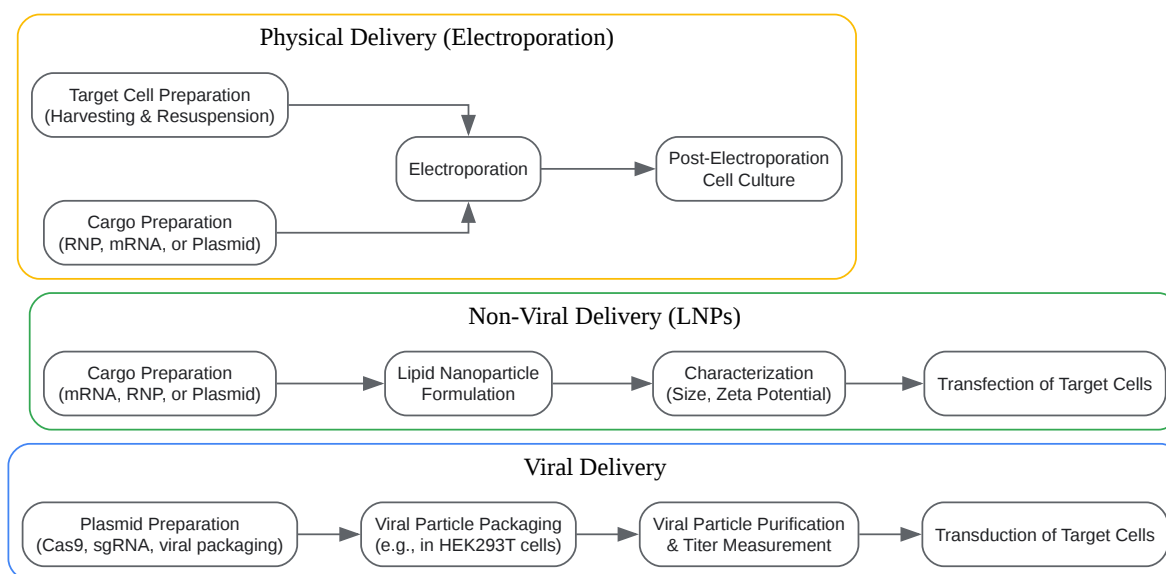 Physical Delivery (Electroporation)
Target Cell Preparation
(Harvesting & Resuspension)
Electroporation
Post-Electroporation
Cell Culture
Cargo Preparation
(RNP, mRNA, or Plasmid)
Non-Viral Delivery (LNPs)
Cargo Preparation
(mRNA, RNP, or Plasmid)
Lipid Nanoparticle
Formulation
Characterization
(Size, Zeta Potential)
Transfection of Target Cells
Viral Delivery
Plasmid Preparation
(Cas9, sgRNA, viral packaging)
Viral Particle Packaging
(e.g., in HEK293T cells)
Viral Particle Purification
& Titer Measurement
Transduction of Target Cells